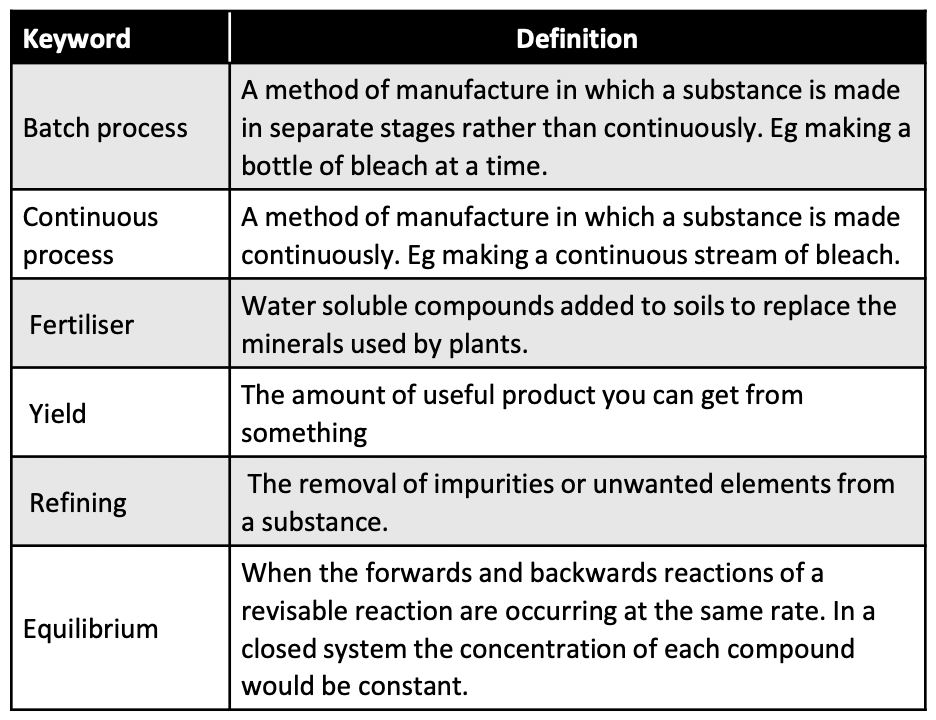 Keyword Definition
Batch process
A method of manufacture in which a substance is made
in separate stages rather than continuously. Eg making a
bottle of bleach at a time.
Continuous
process
A method of manufacture in which a substance is made
continuously. Eg making a continuous stream of bleach.
Fertiliser
Water soluble compounds added to soils to replace the
minerals used by plants.
Yield
The amount of useful product you can get from
something
Refining
The removal of impurities or unwanted elements from
a substance.
Equilibrium
When the forwards and backwards reactions of a
revisable reaction are occurring at the same rate. In a
closed system the concentration of each compound
would be constant.